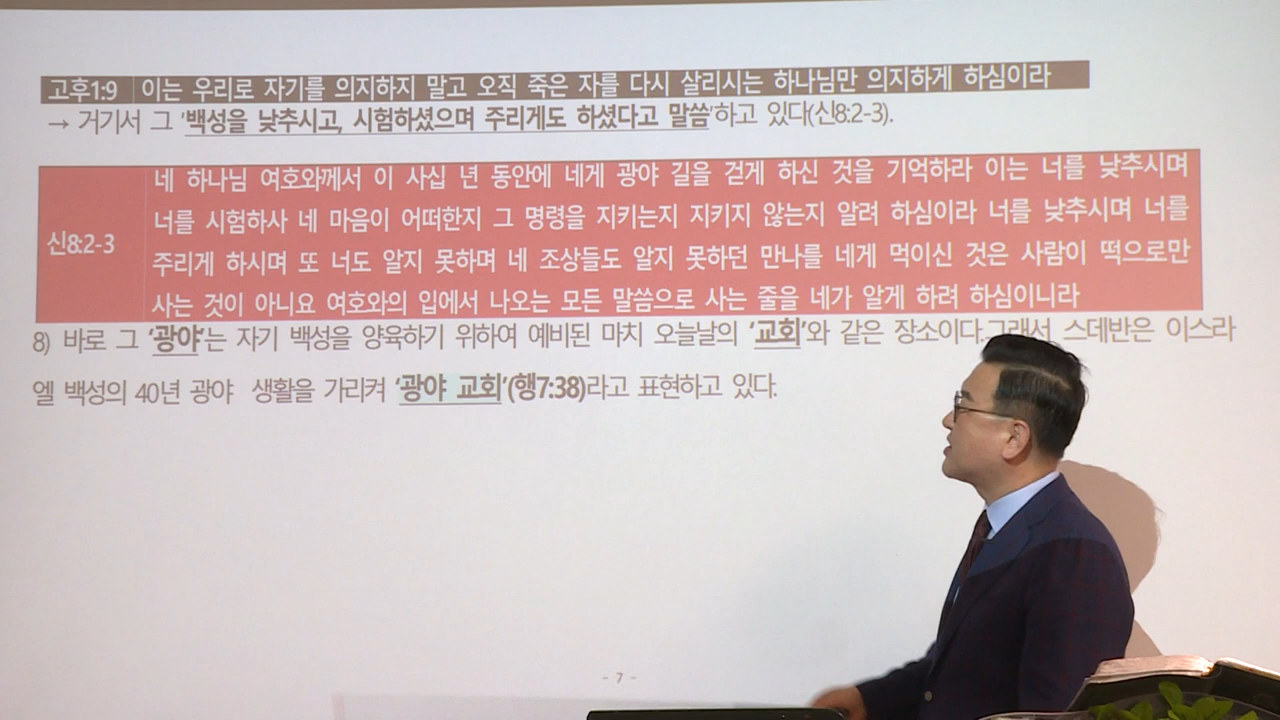 고후1:9 이는 우리로 자기를 의지하지 말고 오직 죽은 자를 다시 살리시는 하나님만 의지하게 하심이라
→ 거기서 그 '백성을 낮추시고, 시험하셨으며 주리게도 하셨다고 말씀'하고 있다(신8:2-3).
네 하나님 여호와께서 이 사십 년 동안에 네게 광야 길을 걷게 하신 것을 기억하라 이는 너를 낮추시며
너를 시험하사 네 마음이 어떠한지 그 명령을 지키는지 지키지 않는지 알려 하심이라 너를 낮추시며 너를
신8:2-3
주리게 하시며 또 너도 알지 못하며 네 조상들도 알지 못하던 만나를 네게 먹이신 것은 사람이 떡으로만
사는 것이 아니요 여호와의 입에서 나오는 모든 말씀으로 사는 줄을 네가 알게 하려 하심이니라
8) 바로 그 '광야'는 자기 백성을 양육하기 위하여 예비된 마치 오늘날의 '교회'와 같은 장소이다.그래서 스데반은 이스라
엘 백성의 40년 광야 생활을 가리켜 '광야 교회'(행7:38)라고 표현하고 있다.
- 7 -